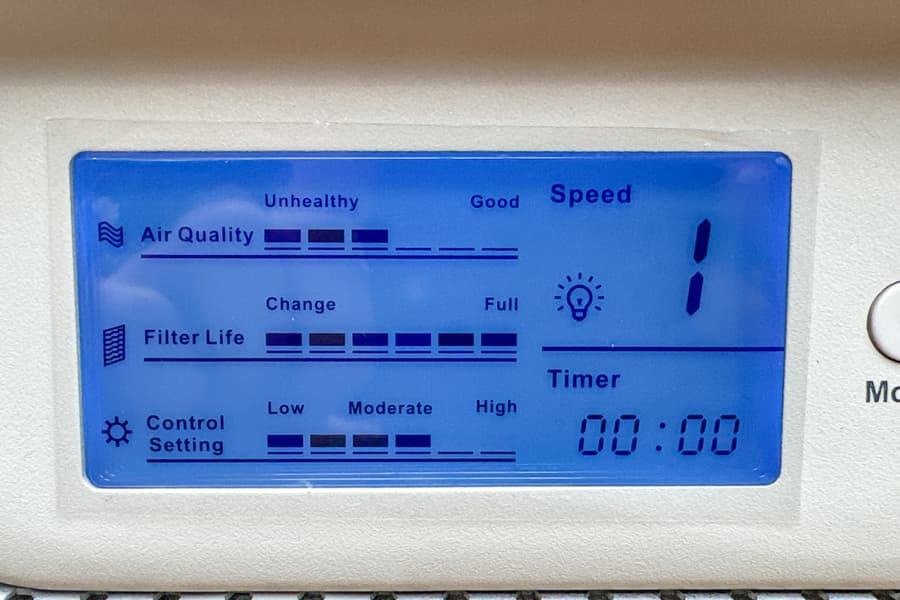 Unhealthy Good
Air Quality
Change Full
Filter Life
Low Moderate High
Control
Setting
Speed
1
Timer
00:00